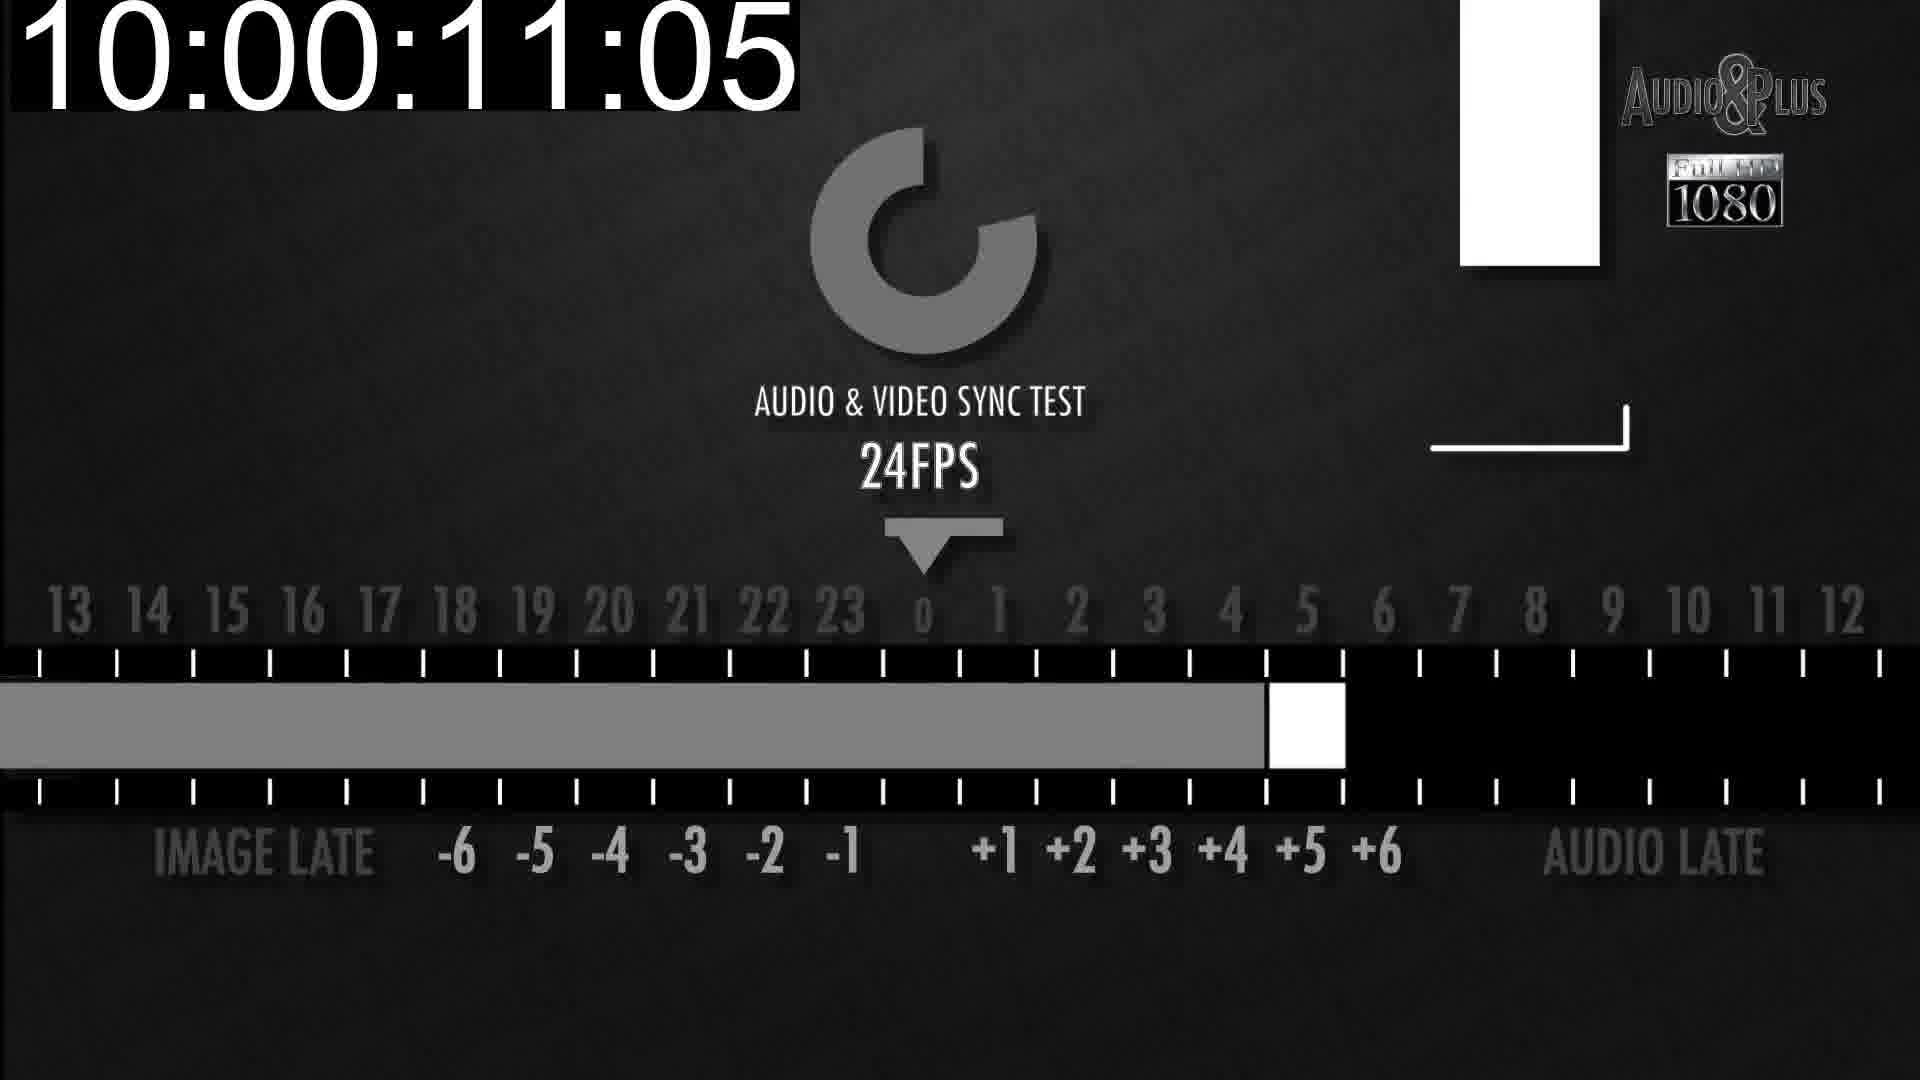 10:00:11:05
AUDIO&PLUS
Full HD
1080
AUDIO & VIDEO SYNC TEST
24FPS
13 14 15 16 17 18 19 20 21 22 23 0 1 2 3 4 5 6 7 8 9 10 11 12
IMAGE LATE -6 -5 -4 -3 -2 -1 +1 +2 +3 +4 +5 +6 AUDIO LATE